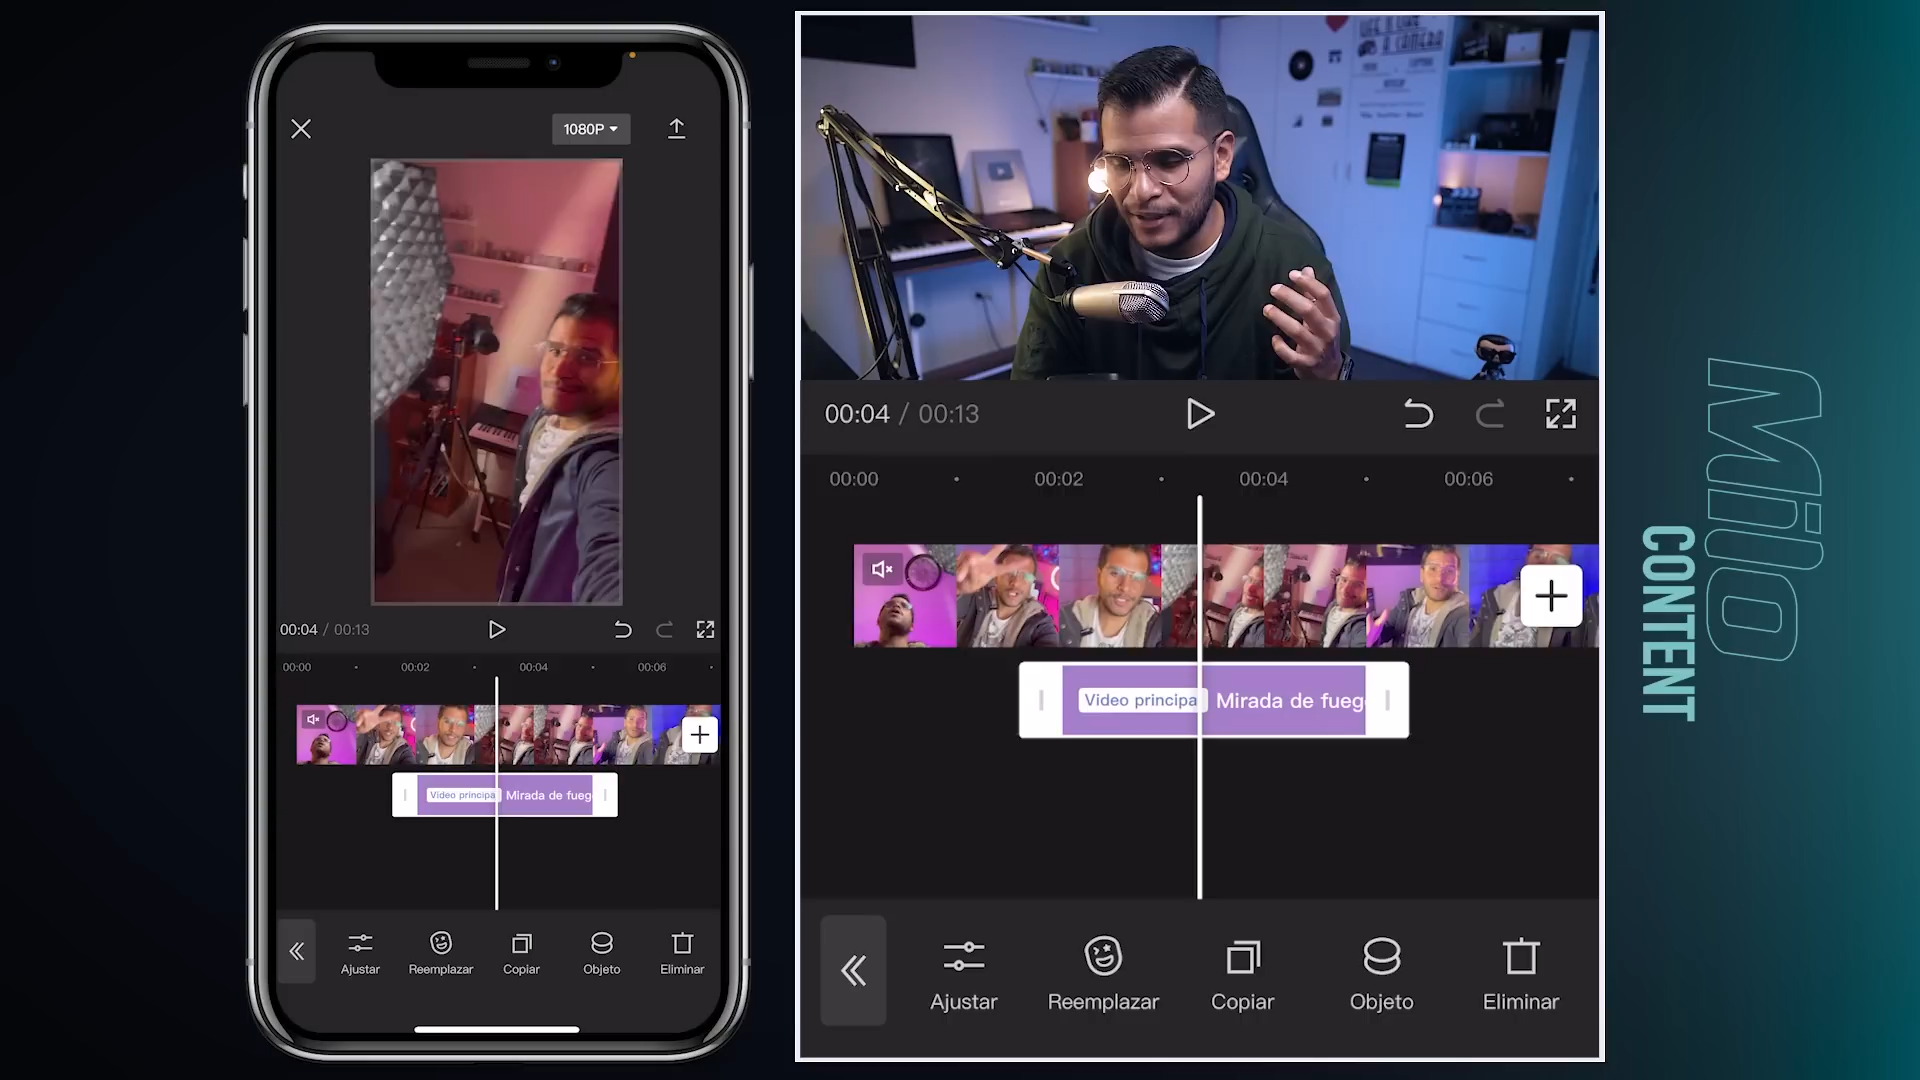 1080P
00:04 / 00:13
00:00
00:02
00:04
00:06
Video principa
Mirada de fueg
Ajustar
Reemplazar
Copiar
Objeto
Eliminar
00:04 / 00:13
00:00
00:02
00:04
00:06
Video principa
Mirada de fueg
Ajustar
Reemplazar
Copiar
Objeto
Eliminar
Milo
CONTENT